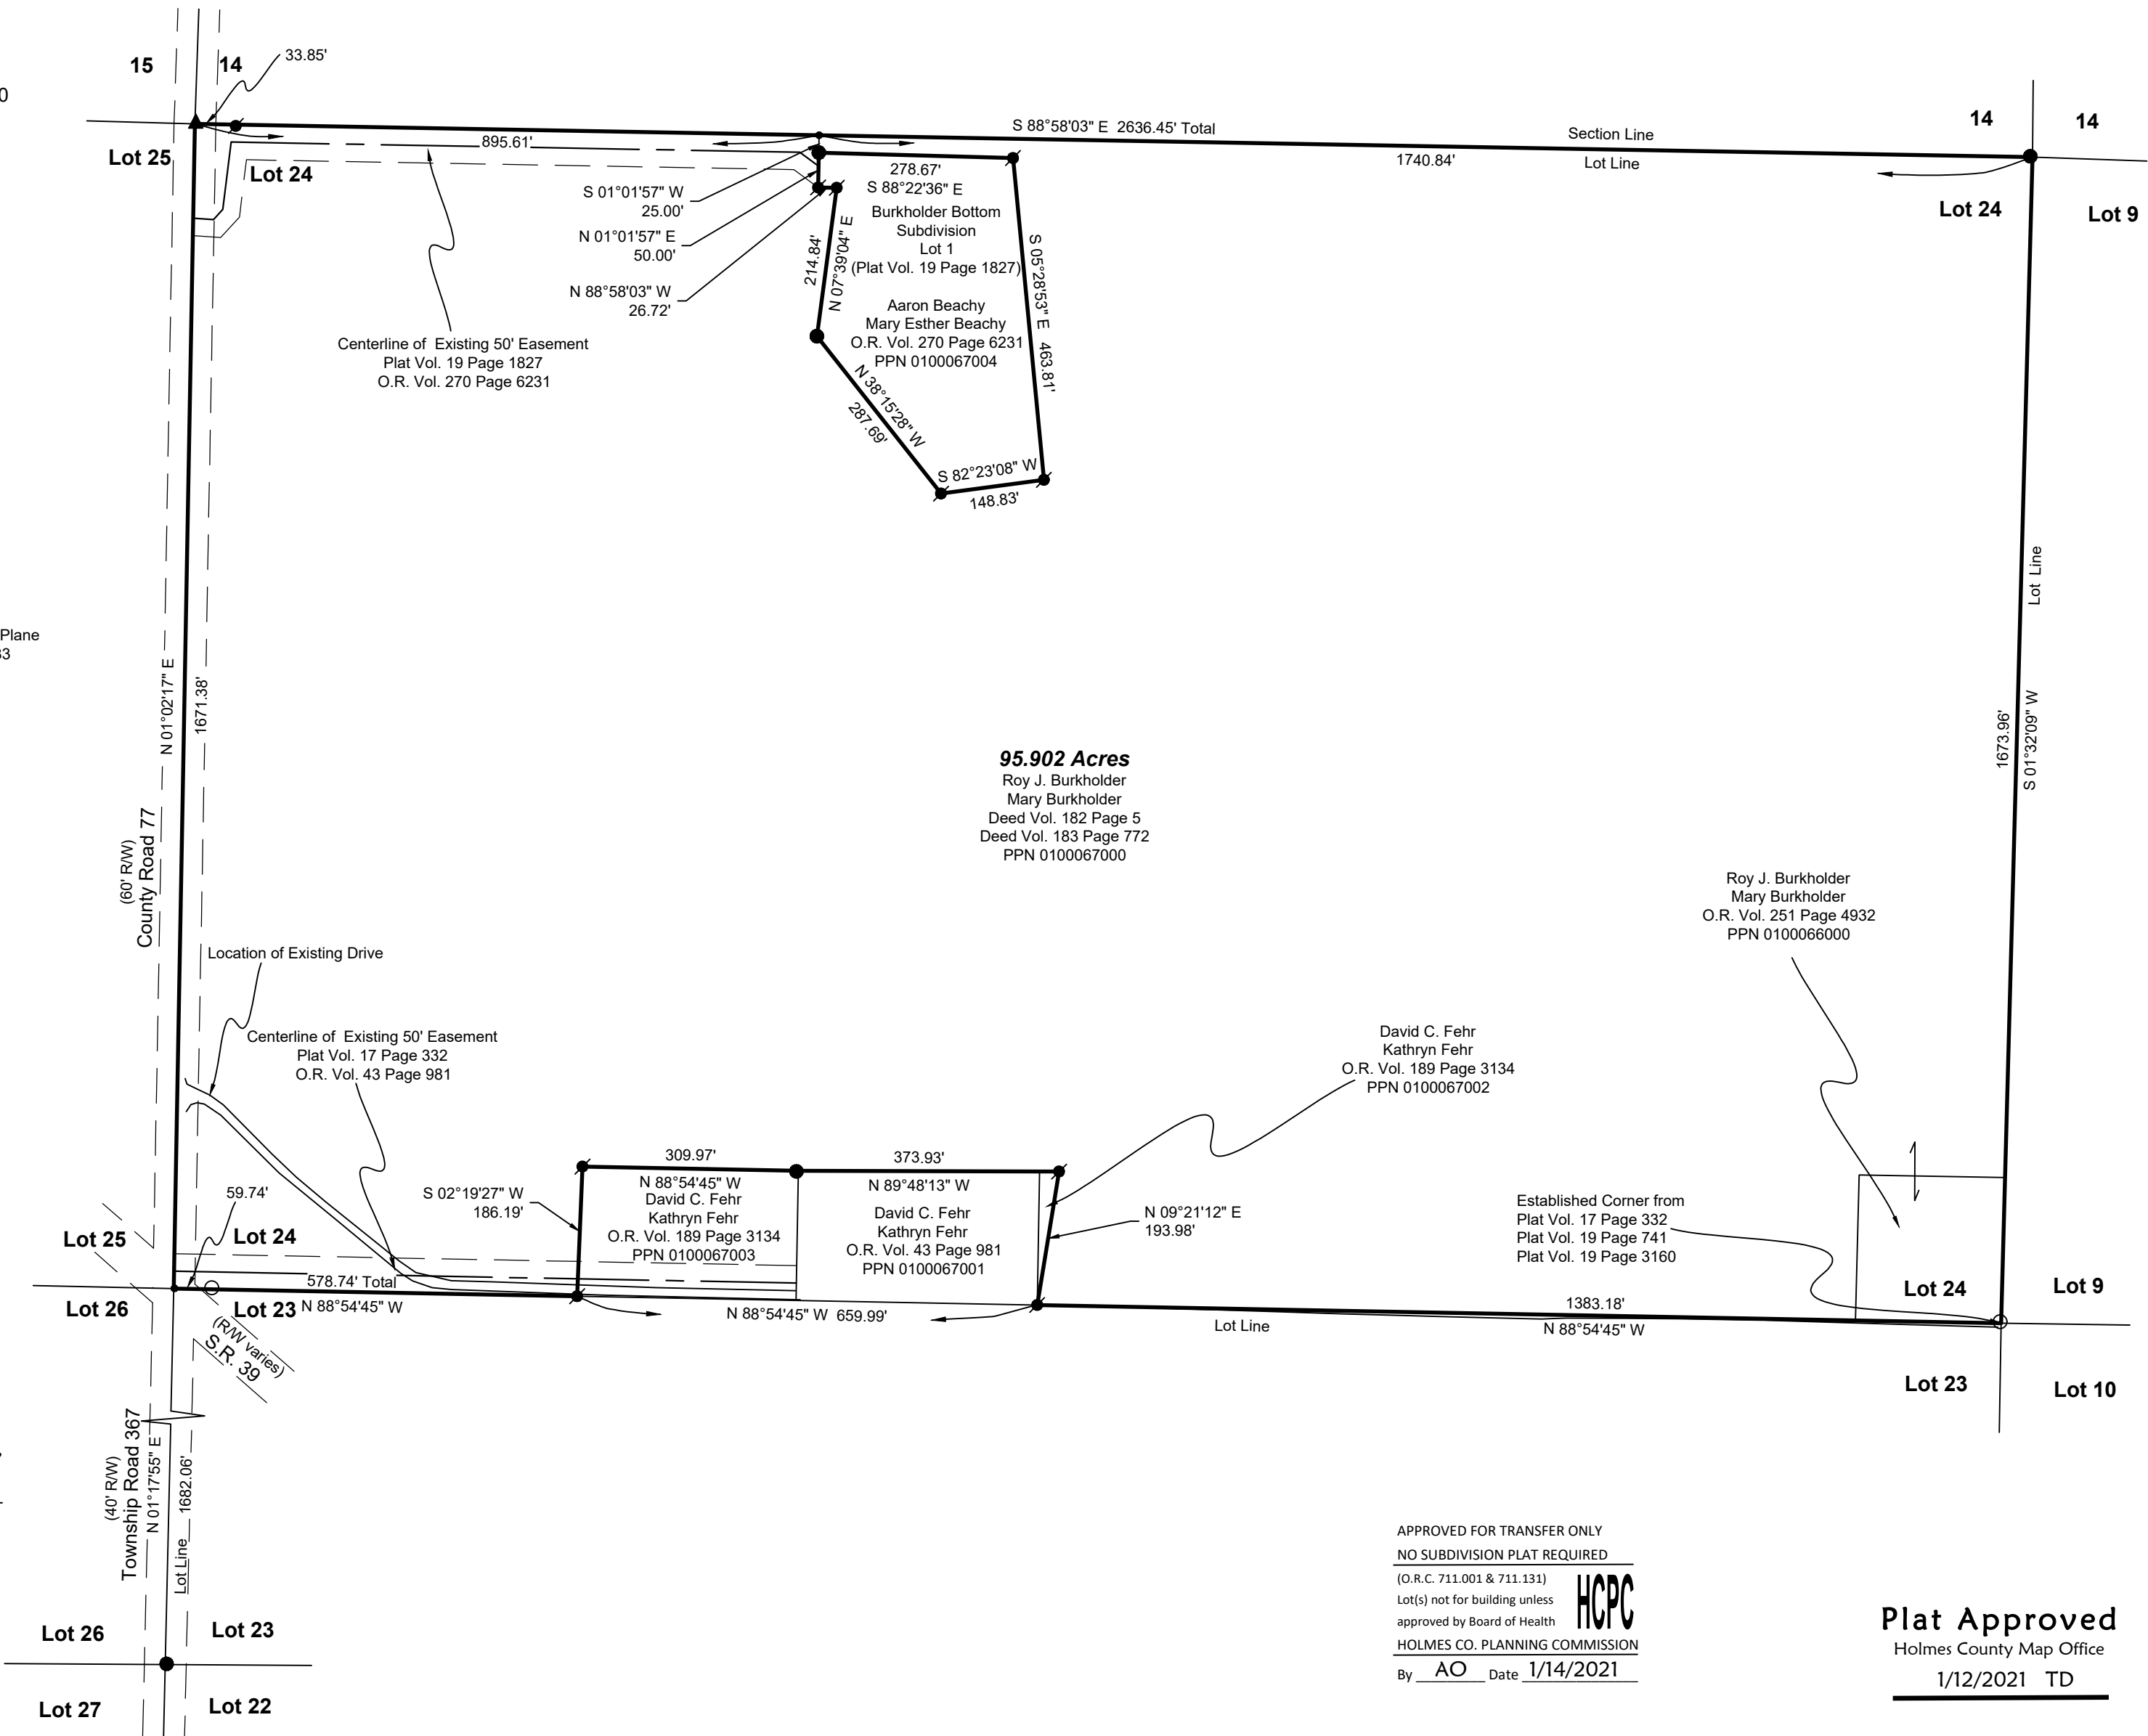 15
14
33.85'
0
S 88°58'03" E 2636.45' Total
Section Line
14
14
Lot 25
Lot 24
895.61'
1740.84'
Lot Line
278.67'
S 88°22'36" E
S 01°01'57" W
25.00'
N 01°01'57" E
50.00'
N 88°58'03" W
26.72'
Burkholder Bottom
Subdivision
Lot 1
(Plat Vol. 19 Page 1827)
Aaron Beachy
Mary Esther Beachy
O.R. Vol. 270 Page 6231
PPN 0100067004
214.84'
N 07°39'04" E
S 05°28'53" E 463.81'
N 38°15'28" W
287.69'
S 82°23'08" W
148.83'
Lot 24
Lot 9
Centerline of Existing 50' Easement
Plat Vol. 19 Page 1827
O.R. Vol. 270 Page 6231
Lot Line
Plane
N 01°02'17" E
1671.38'
1673.96'
S 01°32'09" W
95.902 Acres
Roy J. Burkholder
Mary Burkholder
Deed Vol. 182 Page 5
Deed Vol. 183 Page 772
PPN 0100067000
(60' R/W)
County Road 77
Roy J. Burkholder
Mary Burkholder
O.R. Vol. 251 Page 4932
PPN 0100066000
Location of Existing Drive
Centerline of Existing 50' Easement
Plat Vol. 17 Page 332
O.R. Vol. 43 Page 981
David C. Fehr
Kathryn Fehr
O.R. Vol. 189 Page 3134
PPN 0100067002
309.97'
N 88°54'45" W
373.93'
N 89°48'13" W
S 02°19'27" W
186.19'
David C. Fehr
Kathryn Fehr
O.R. Vol. 189 Page 3134
PPN 0100067003
David C. Fehr
Kathryn Fehr
O.R. Vol. 43 Page 981
PPN 0100067001
N 09°21'12" E
193.98'
Established Corner from
Plat Vol. 17 Page 332
Plat Vol. 19 Page 741
Plat Vol. 19 Page 3160
59.74'
Lot 25
Lot 24
Lot 26
Lot 23
578.74' Total
N 88°54'45" W
N 88°54'45" W 659.99'
Lot Line
1383.18'
N 88°54'45" W
Lot 24
Lot 9
Lot 23
Lot 10
(R/W varies)
S.R. 39
(40' R/W)
Township Road 367
N 01°17'55" E
Lot Line 1682.06'
Lot 26
Lot 23
Lot 27
Lot 22
APPROVED FOR TRANSFER ONLY
NO SUBDIVISION PLAT REQUIRED
(O.R.C. 711.001 & 711.131)
Lot(s) not for building unless
approved by Board of Health
HCPC
HOLMES CO. PLANNING COMMISSION
By AO Date 1/14/2021
Plat Approved
Holmes County Map Office
1/12/2021 TD